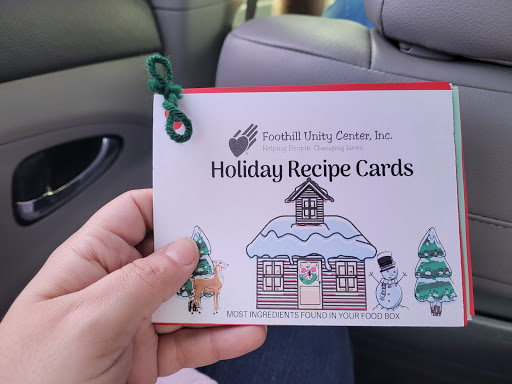 Foothill Unity Center, Inc.
Helping People. Changing Lives.
Holiday Recipe Cards
MOST INGREDIENTS FOUND IN YOUR FOOD BOX